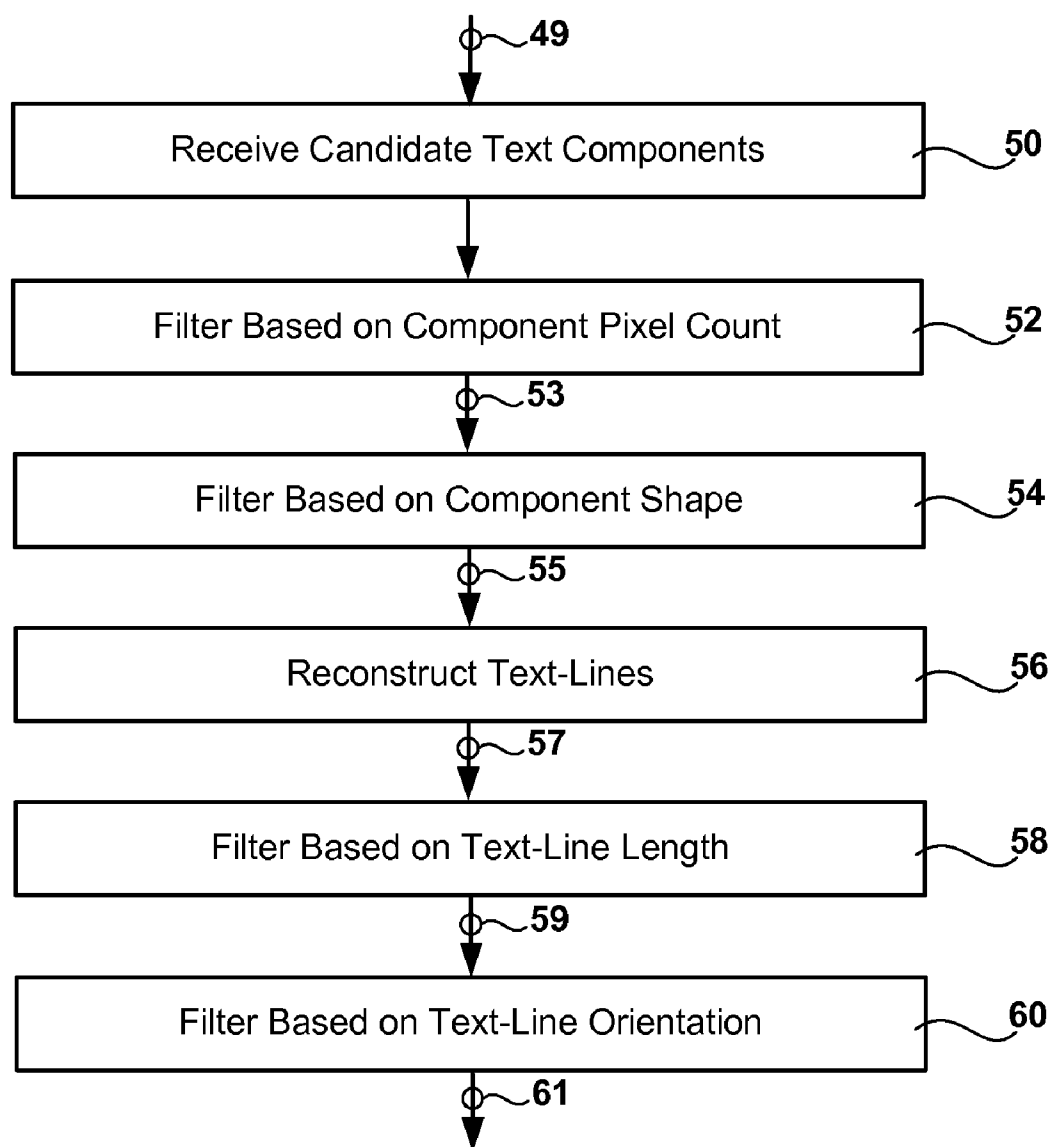 49
Receive Candidate Text Components
50
Filter Based on Component Pixel Count
52
53
Filter Based on Component Shape
54
55
Reconstruct Text-Lines
56
57
Filter Based on Text-Line Length
58
59
Filter Based on Text-Line Orientation
60
61